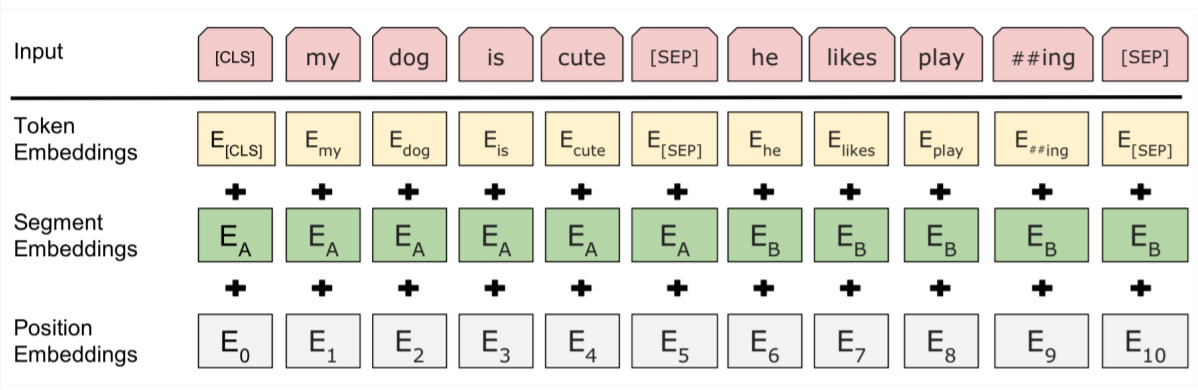 Input [CLS] my dog is cute [SEP] he likes play ##ing [SEP]
Token
Embeddings E[CLS] Emy Edog Eis Ecute E[SEP] Ehe Elikes Eplay E##ing E[SEP]
+ + + + + + + + + + +
Segment
Embeddings EA EA EA EA EA EA EB EB EB EB EB
+ + + + + + + + + + +
Position
Embeddings E0 E1 E2 E3 E4 E5 E6 E7 E8 E9 E10